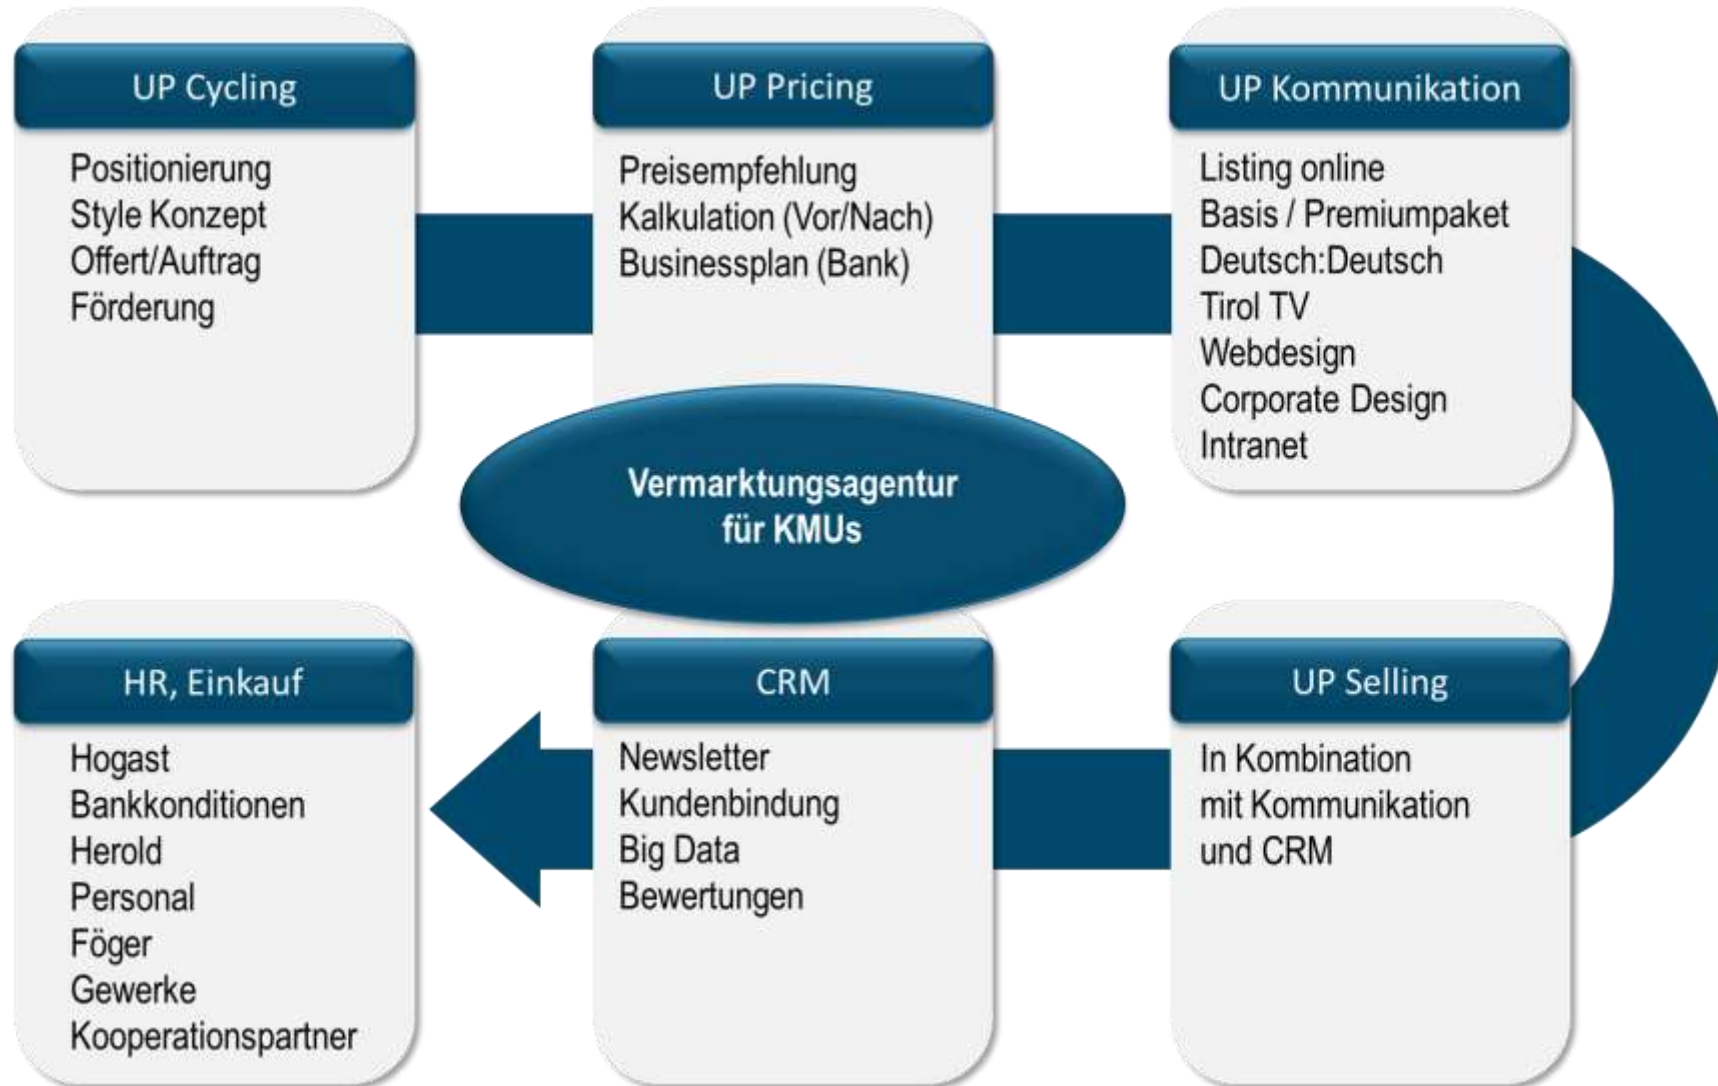 UP Cycling
Positionierung
Style Konzept
Offert/Auftrag
Förderung
UP Pricing
Preisempfehlung
Kalkulation (Vor/Nach)
Businessplan (Bank)
UP Kommunikation
Listing online
Basis / Premiumpaket
Deutsch:Deutsch
Tirol TV
Webdesign
Corporate Design
Intranet
Vermarktungsagentur
für KMUs
HR, Einkauf
Hogast
Bankkonditionen
Herold
Personal
Föger
Gewerke
Kooperationspartner
CRM
Newsletter
Kundenbindung
Big Data
Bewertungen
UP Selling
In Kombination
mit Kommunikation
und CRM